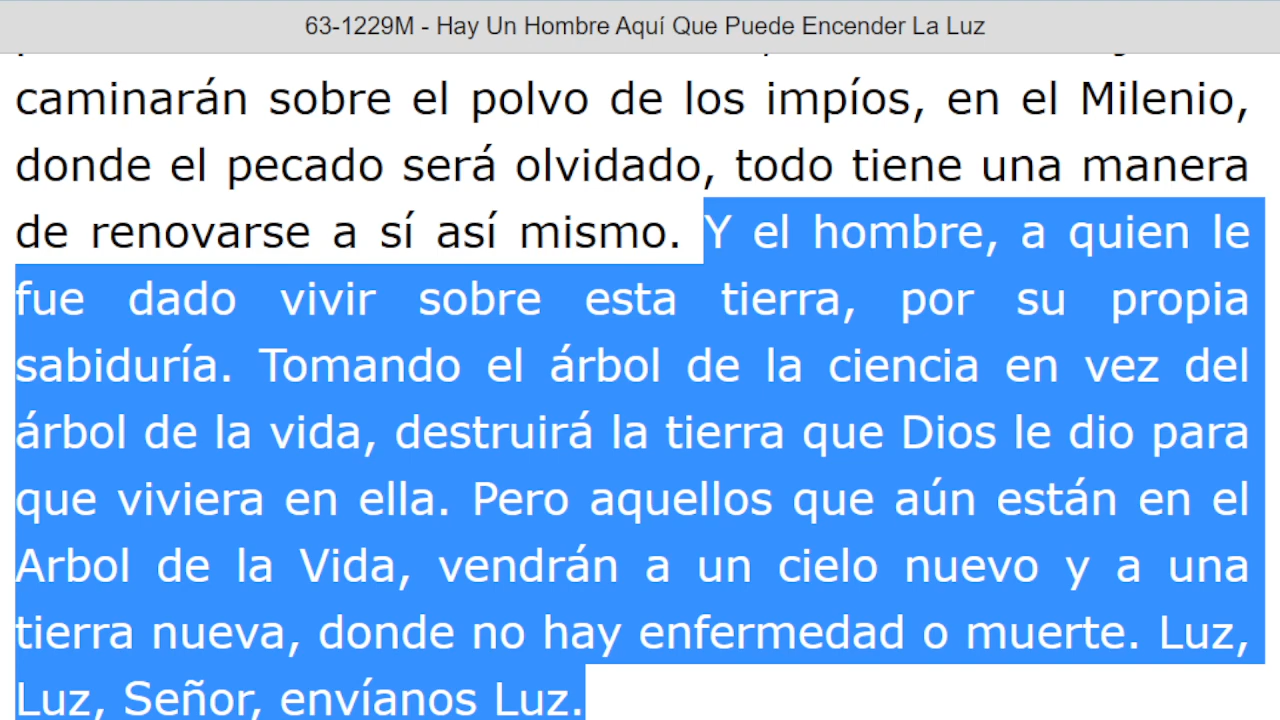 63-1229M - Hay Un Hombre Aquí Que Puede Encender La Luz
caminarán sobre el polvo de los impíos, en el Milenio,
donde el pecado será olvidado, todo tiene una manera
de renovarse a sí así mismo. Y el hombre, a quien le
fue dado vivir sobre esta tierra, por su propia
sabiduría. Tomando el árbol de la ciencia en vez del
árbol de la vida, destruirá la tierra que Dios le dio para
que viviera en ella. Pero aquellos que aún están en el
Arbol de la Vida, vendrán a un cielo nuevo y a una
tierra nueva, donde no hay enfermedad o muerte. Luz,
Luz, Señor, envíanos Luz.